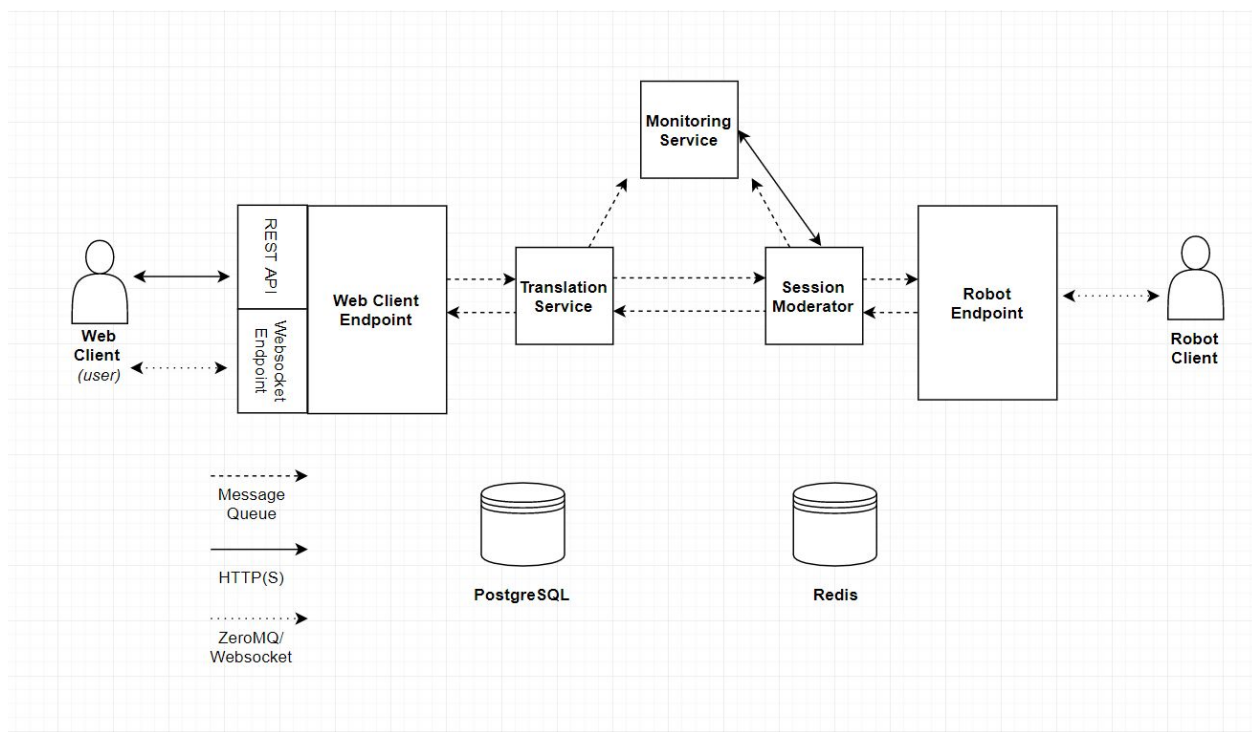 Monitoring
Service
REST API
Websocket
Endpoint
Web Client
Endpoint
Translation
Service
Session
Moderator
Robot
Endpoint
Web
Client
(user)
Robot
Client
Message
Queue
HTTP(S)
ZeroMQ/
Websocket
PostgreSQL
Redis